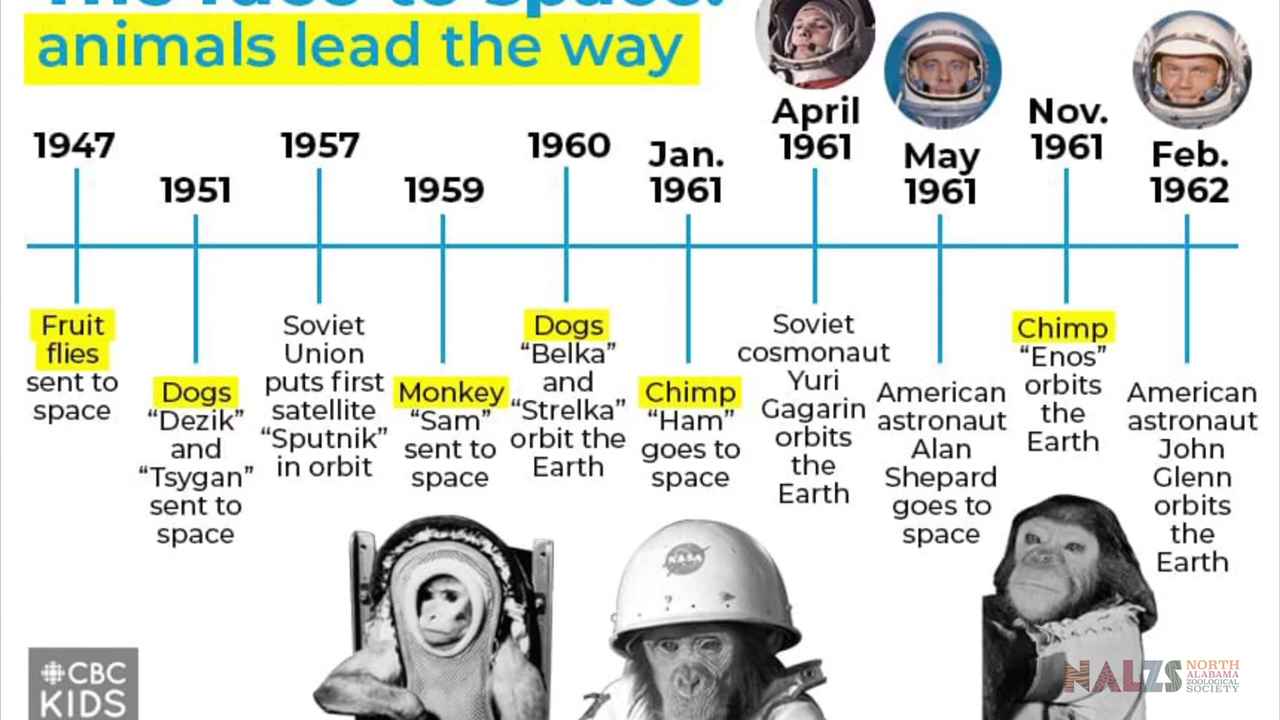 The race to space:
animals lead the way
1947
Fruit
flies
sent to
space
1951
Dogs
“Dezik”
and
“Tsygan”
sent to
space
1957
Soviet
Union
puts first
satellite
“Sputnik”
in orbit
1959
Monkey
“Sam”
sent to
space
1960
Dogs
“Belka”
and
“Strelka”
orbit the
Earth
Jan.
1961
Chimp
“Ham”
goes to
space
April
1961
Soviet
cosmonaut
Yuri
Gagarin
orbits
the
Earth
May
1961
American
astronaut
Alan
Shepard
goes to
space
Nov.
1961
Chimp
“Enos”
orbits
the
Earth
Feb.
1962
American
astronaut
John
Glenn
orbits
the
Earth
NASA
CBC
KIDS
NALZS
NORTH
ALABAMA
ZOOLOGICAL
SOCIETY